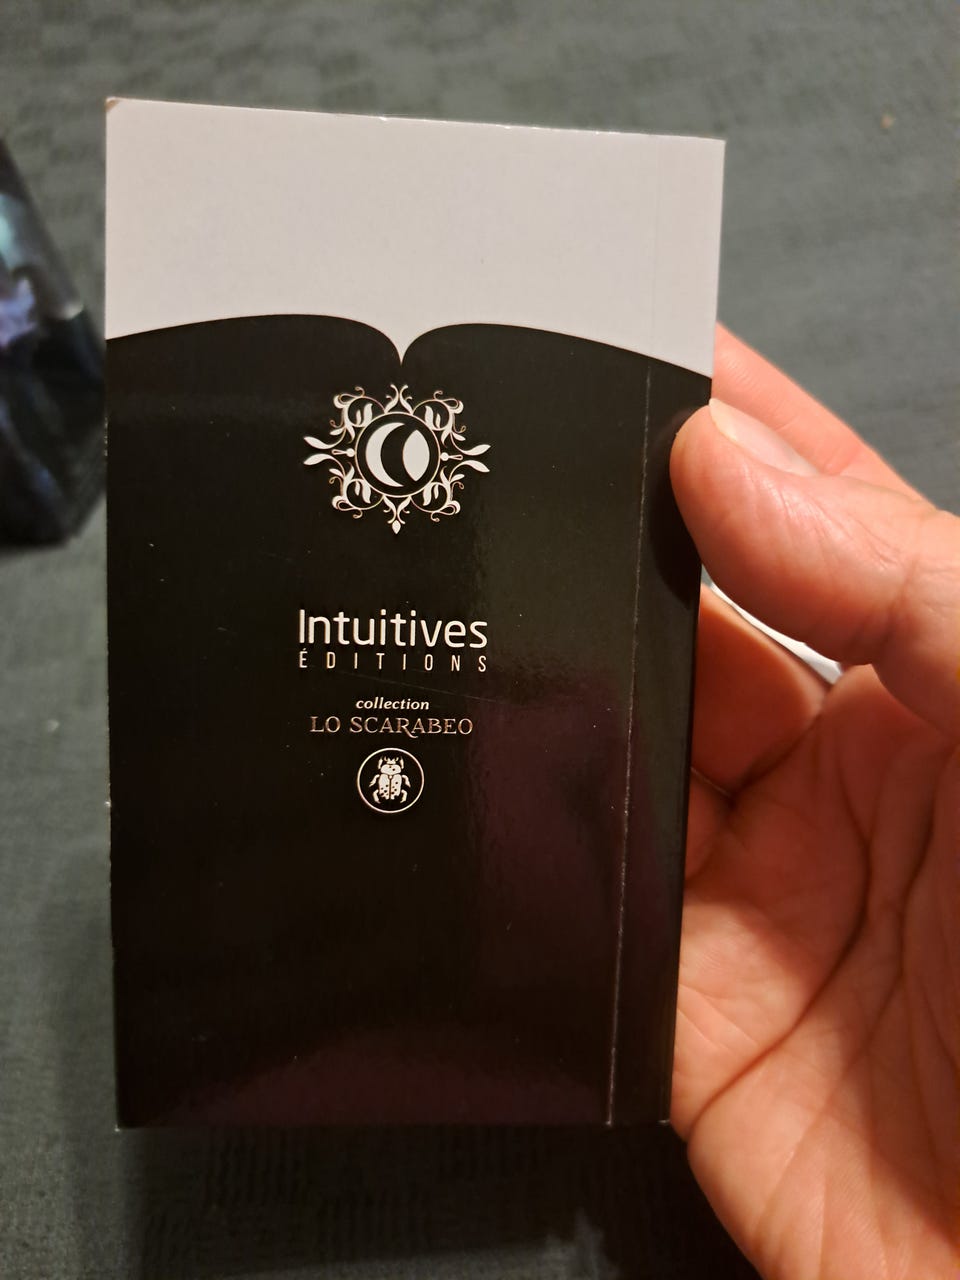 Intuitives
ÉDITIONS
collection
LO SCARABEO